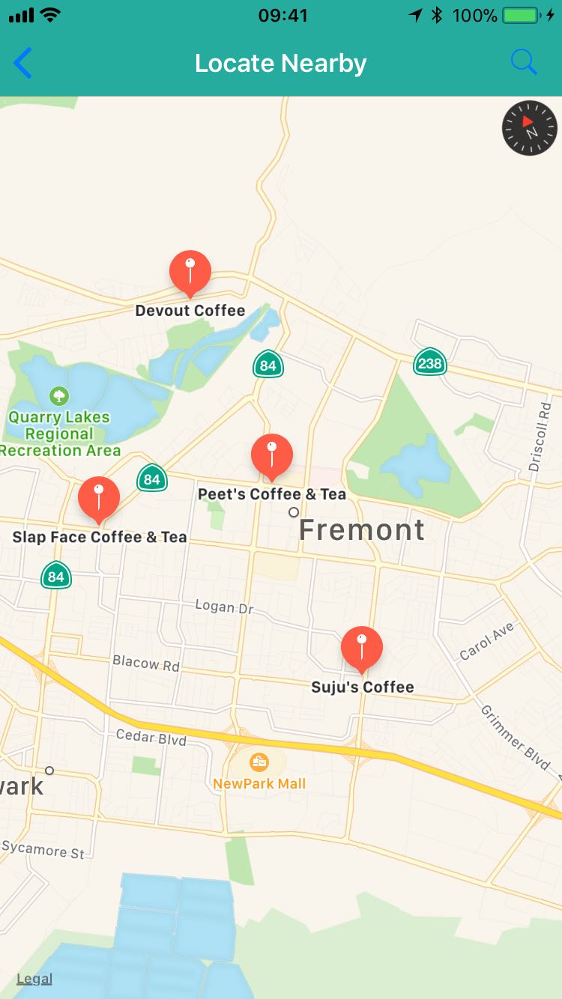 09:41
100%
Locate Nearby
N
Devout Coffee
84
238
Quarry Lakes
Regional
Recreation Area
Driscoll Rd
84
Peet's Coffee & Tea
Fremont
Slap Face Coffee & Tea
84
Logan Dr
Carol Ave
Blacow Rd
Suju's Coffee
Grimmer Blvd
Cedar Blvd
NewPark Mall
wark
Sycamore St
Legal